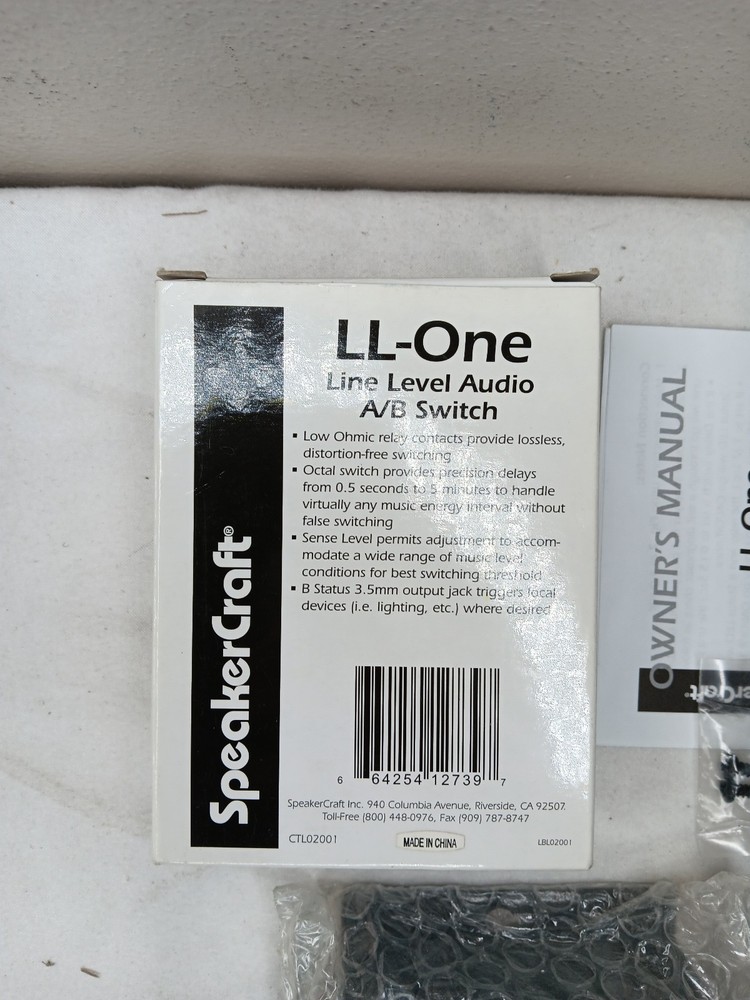 LL-One
Line Level Audio
A/B Switch
▪ Low Ohmic relay contacts provide lossless,
distortion-free switching
▪ Octal switch provides precision delays
from 0.5 seconds to 5 minutes to handle
virtually any music energy interval without
false switching
▪ Sense Level permits adjustment to accom-
modate a wide range of music level
conditions for best switching threshold
▪ B Status 3.5mm output jack triggers local
devices (i.e. lighting, etc.) where desired
SpeakerCraft®
6 64254 12739 7
SpeakerCraft Inc. 940 Columbia Avenue, Riverside, CA 92507
Toll-Free (800) 448-0976, Fax (909) 787-8747
CTL02001
MADE IN CHINA
LBL02001
OWNER'S MANUAL